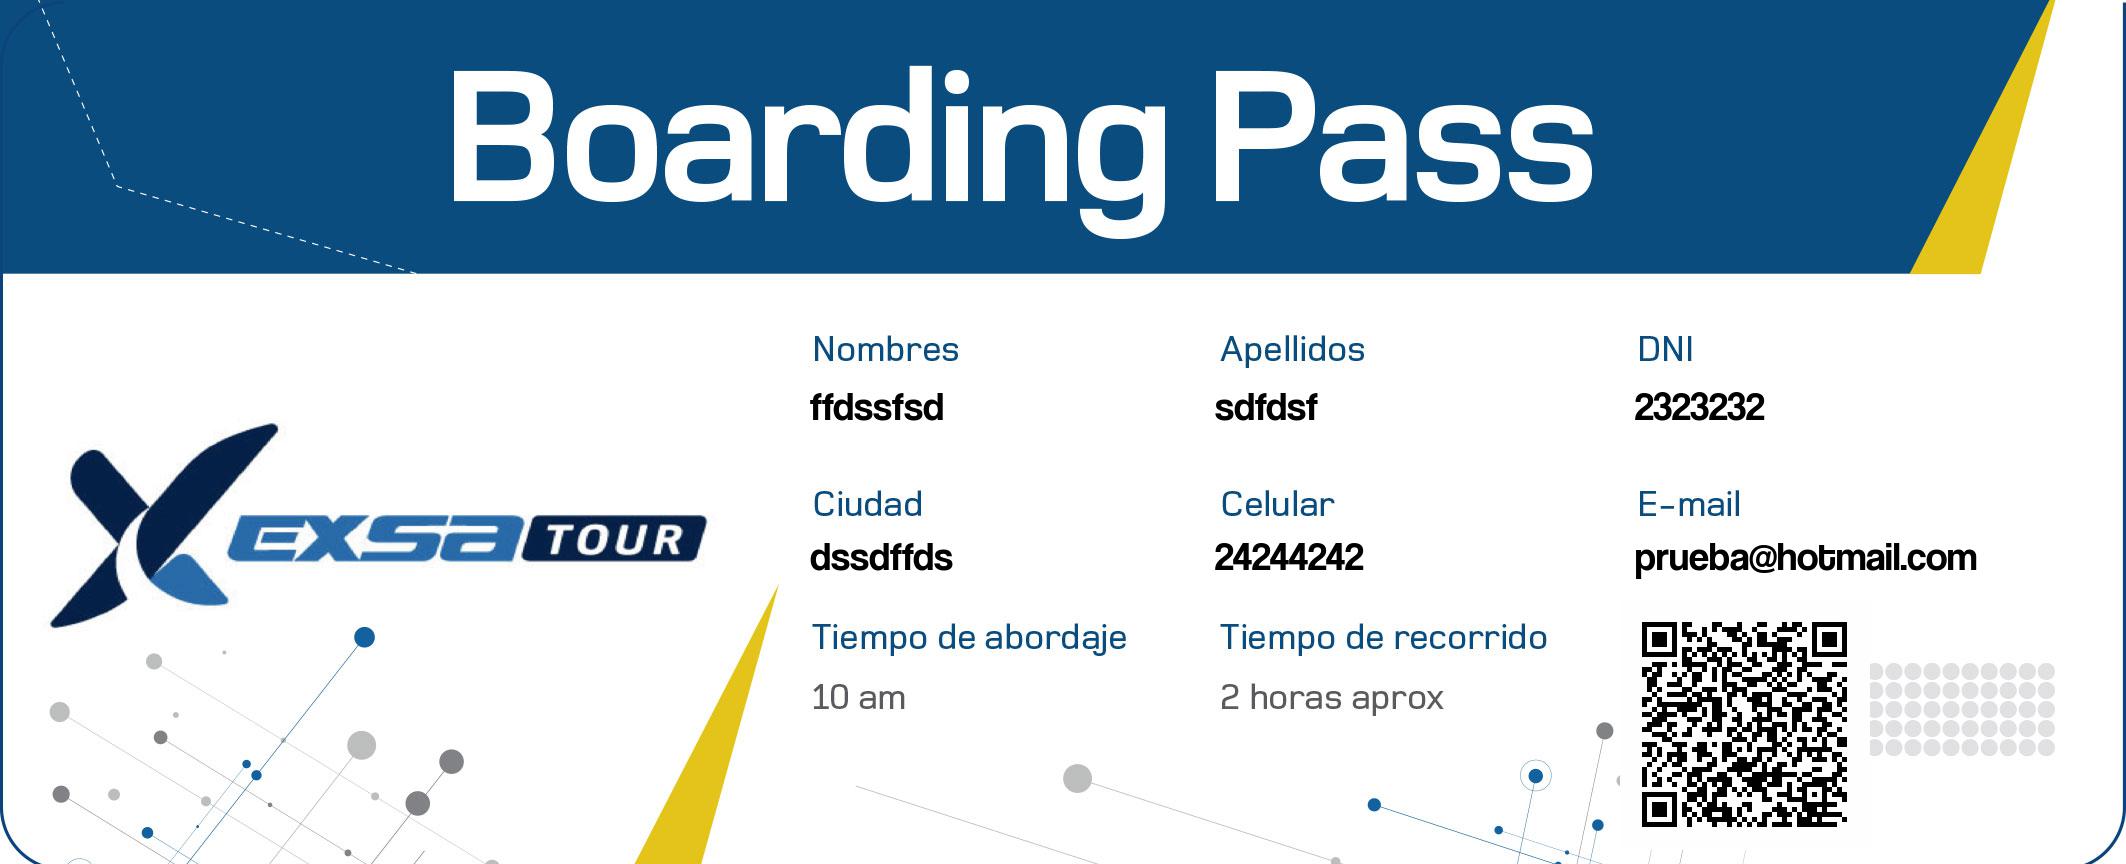 Boarding Pass
Nombres Apellidos DNI
ffdssfsd sdfdsf 2323232
EXSA TOUR
Ciudad Celular E-mail
dssdffds 24244242 prueba@hotmail.com
Tiempo de abordaje Tiempo de recorrido
10 am 2 horas aprox